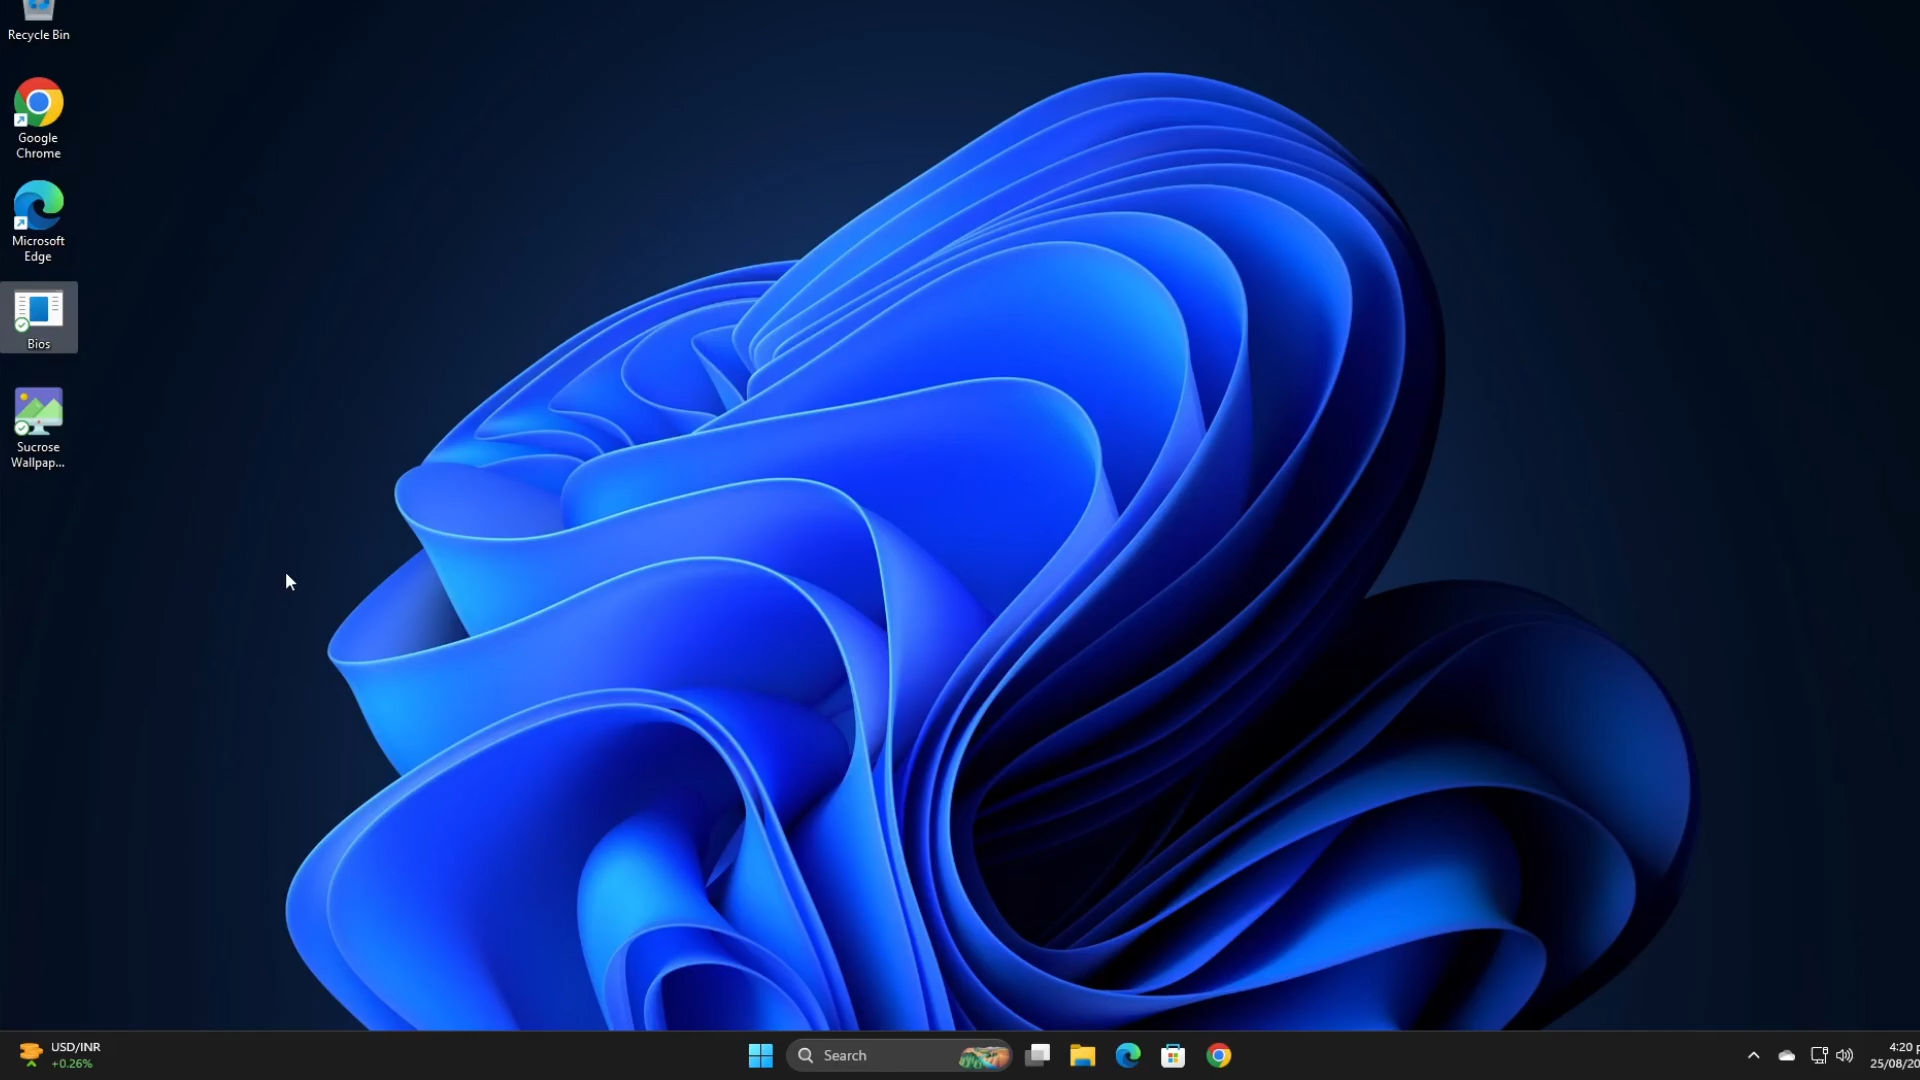 Recycle Bin
Google
Chrome
Microsoft
Edge
Bios
Sucrose
Wallpap...
USD/INR
+0.26%
Search
4:20 p
25/08/20